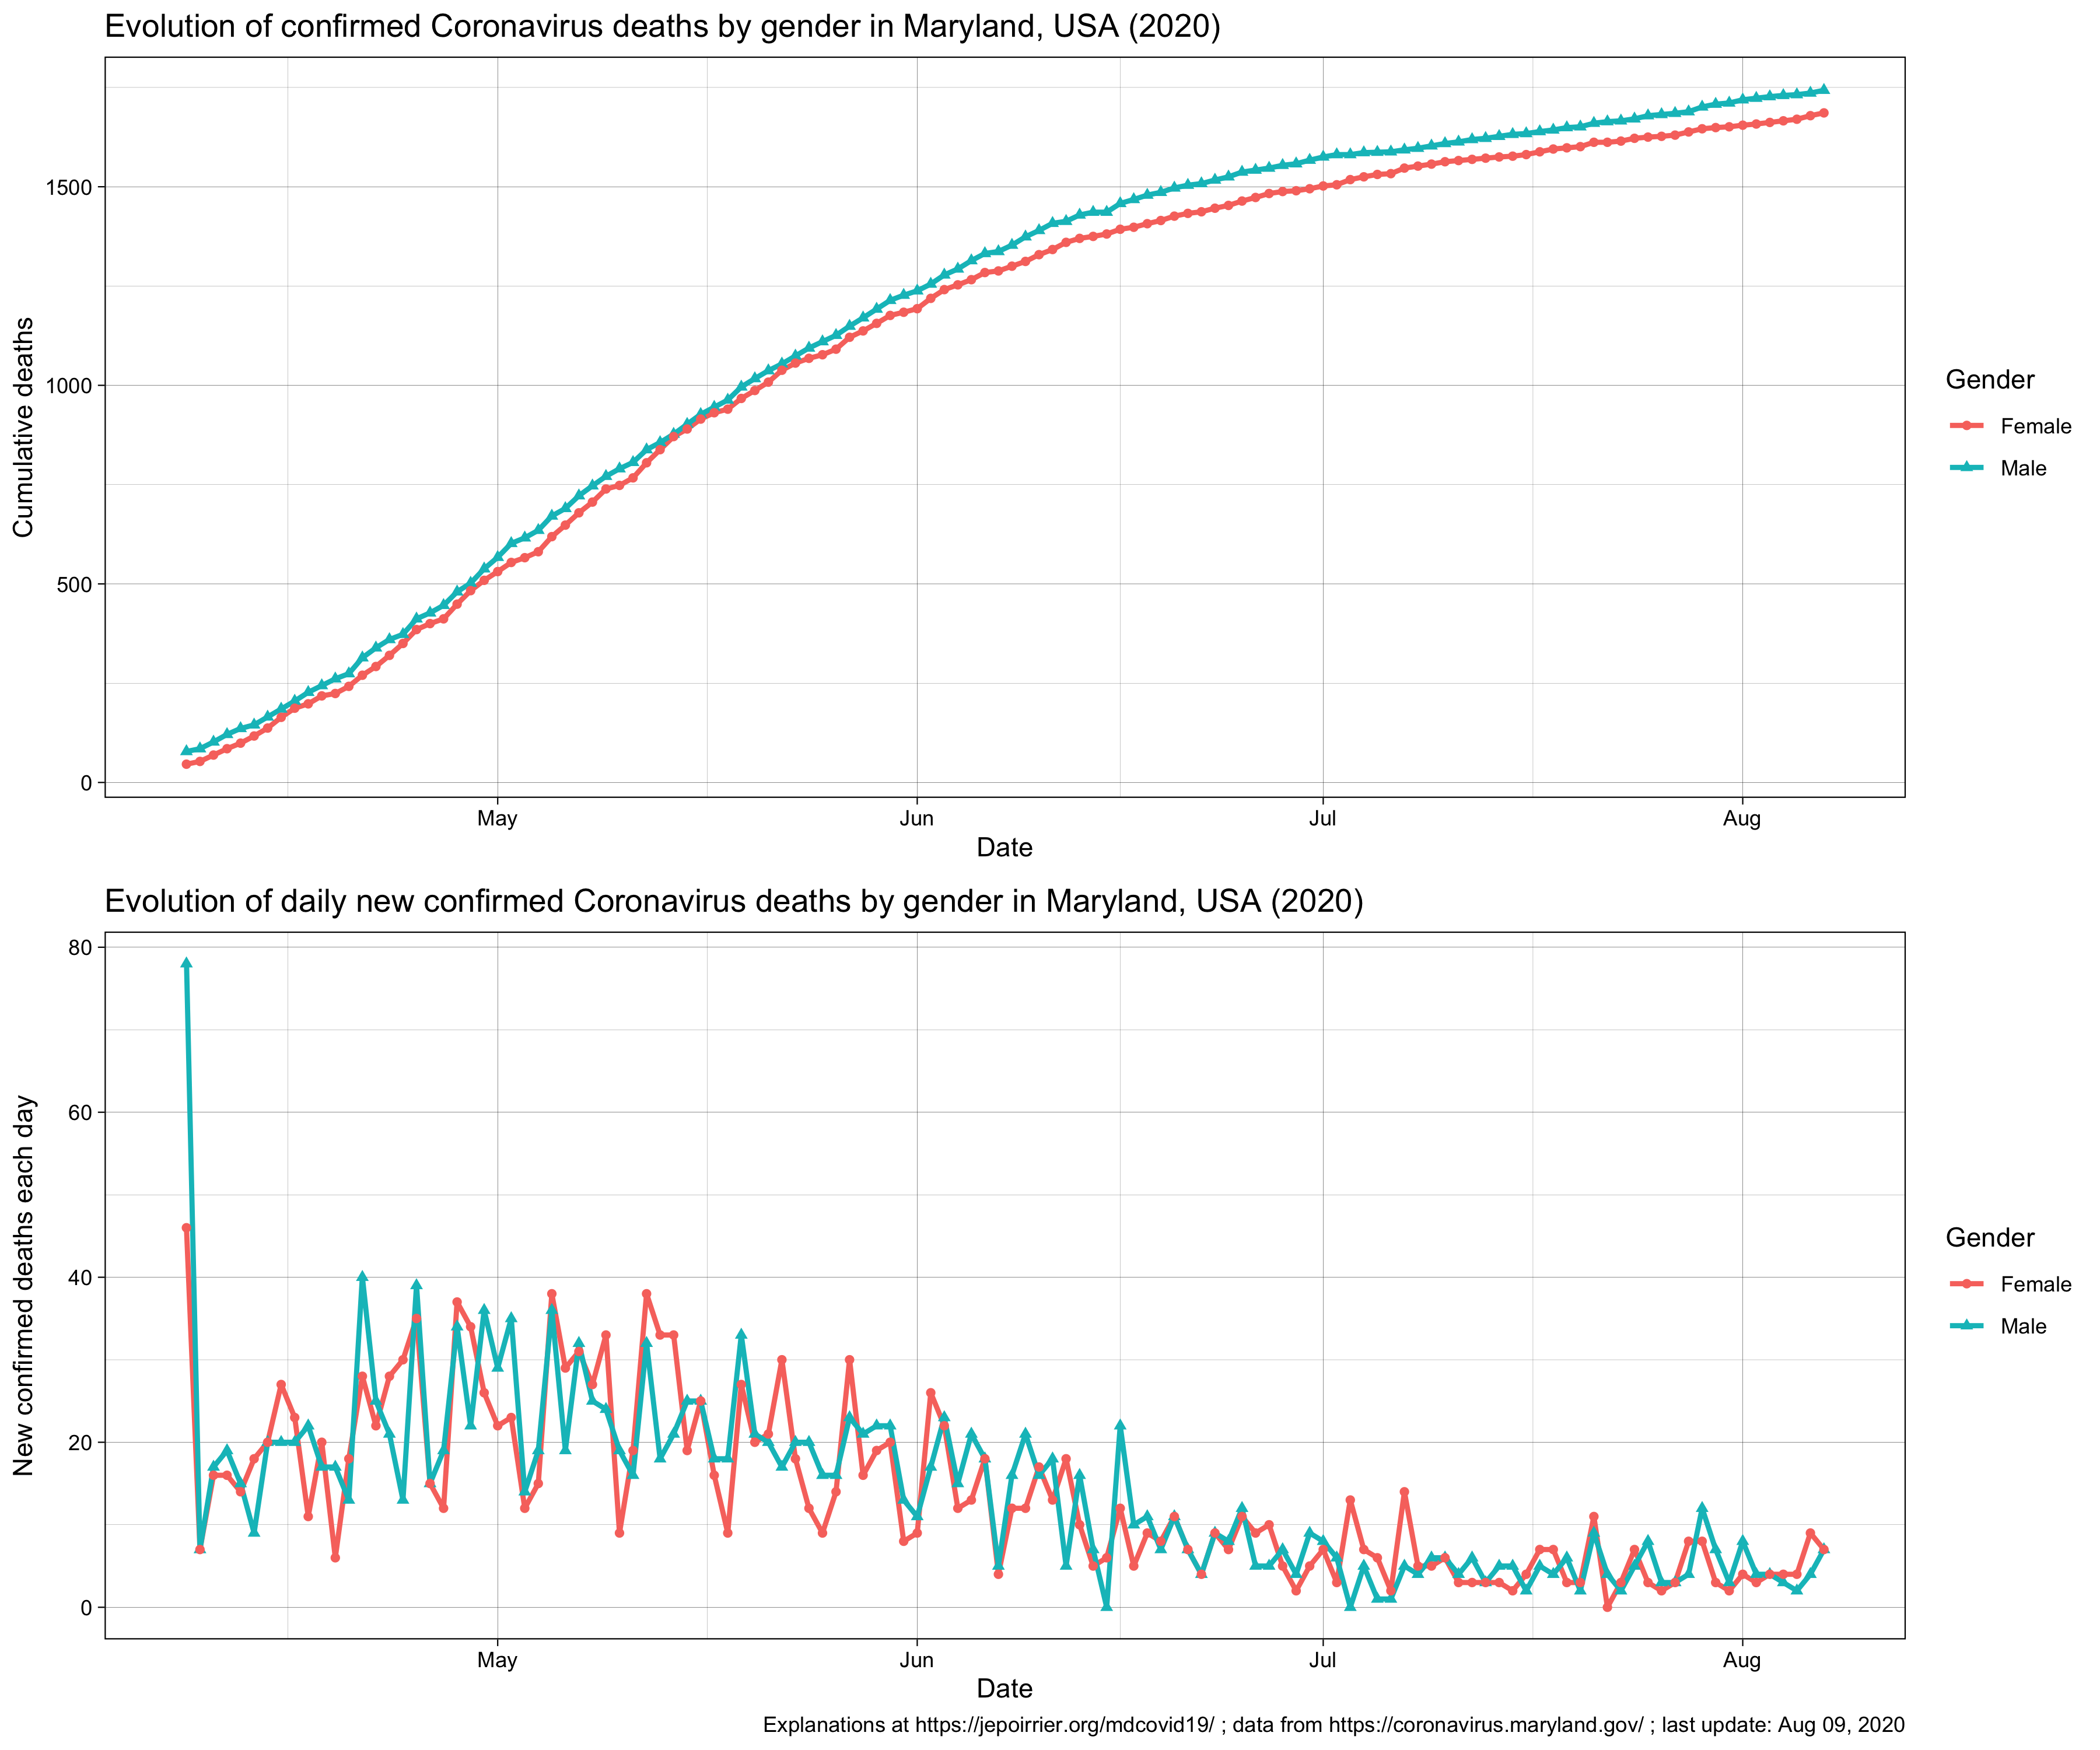 Evolution of confirmed Coronavirus deaths by gender in Maryland, USA (2020)
Cumulative deaths
1500
1000
500
0
May Jun Jul Aug
Date
Gender
Female
Male
Evolution of daily new confirmed Coronavirus deaths by gender in Maryland, USA (2020)
New confirmed deaths each day
80
60
40
20
0
May Jun Jul Aug
Date
Gender
Female
Male
Explanations at https://jepoirrier.org/mdcovid19/ ; data from https://coronavirus.maryland.gov/ ; last update: Aug 09, 2020